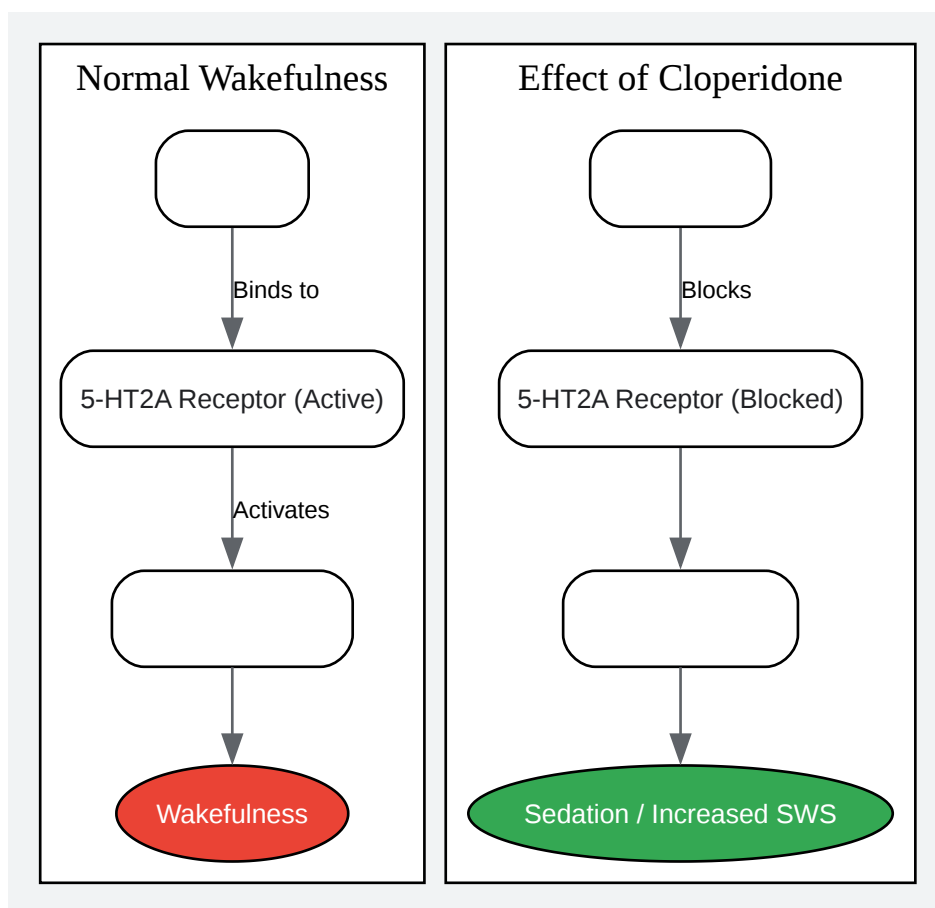 Normal Wakefulness
Binds to
5-HT2A Receptor (Active)
Activates
Wakefulness
Effect of Cloperidone
Blocks
5-HT2A Receptor (Blocked)
Sedation / Increased SWS